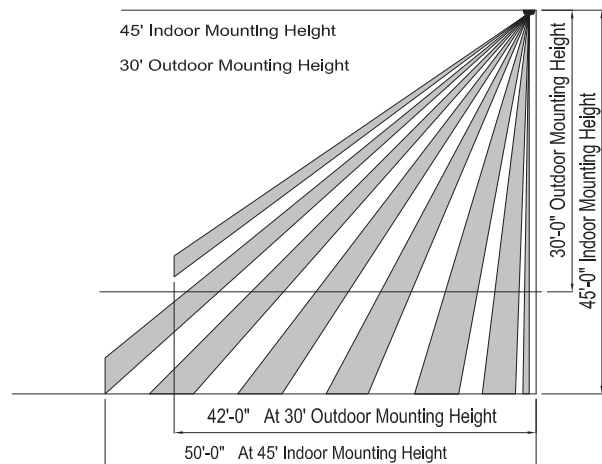 45' Indoor Mounting Height
30' Outdoor Mounting Height
30'-0" Outdoor Mounting Height
45'-0" Indoor Mounting Height
42'-0" At 30' Outdoor Mounting Height
50'-0" At 45' Indoor Mounting Height